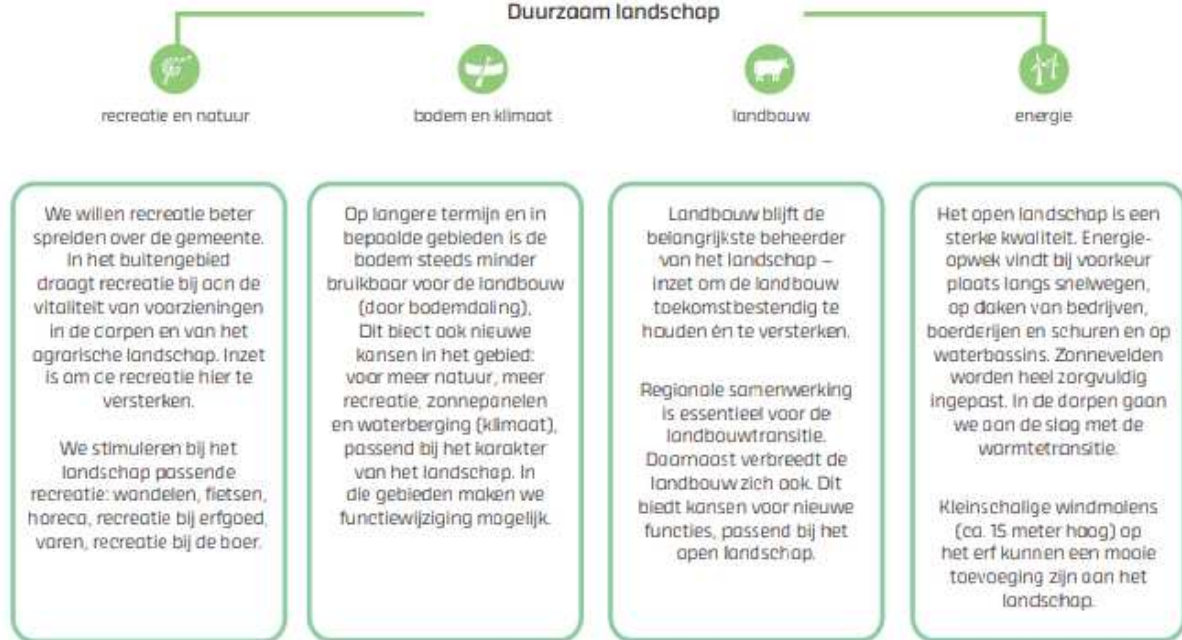 Duurzaam landschap
recreatie en natuur
bodem en klimaat
landbouw
energie
We willen recreatie beter
spreiden over de gemeente.
In het buitengebied
draagt recreatie bij aan de
vitaliteit van voorzieningen
in de dorpen en van het
agrarische landschap. Inzet
is om de recreatie hier te
versterken.
We stimuleren bij het
landschap passende
recreatie: wandelen, fietsen,
horeca, recreatie bij erfgoed,
varen, recreatie bij de boer.
Op langere termijn en in
bepaalde gebieden is de
bodem steeds minder
bruikbaar voor de landbouw
(door bodemdaling).
Dit biedt ook nieuwe
kansen in het gebied:
voor meer natuur, meer
recreatie, zonnepanelen
en waterberging (klimaat),
passend bij het karakter
van het landschap. In
die gebieden maken we
functiewijziging mogelijk.
Landbouw blijft de
belangrijkste beheerder
van het landschap –
inzet om de landbouw
toekomstbestendig te
houden én te versterken.
Regionale samenwerking
is essentieel voor de
landbouwtransitie.
Daarnaast verbreedt de
landbouw zich ook. Dit
biedt kansen voor nieuwe
functies, passend bij het
open landschap.
Het open landschap is een
sterke kwaliteit. Energie-
opwek vindt bij voorkeur
plaats langs snelwegen,
op daken van bedrijven,
boerderijen en schuren en op
waterbassins. Zonnevelden
worden heel zorgvuldig
ingepast. In de dorpen gaan
we aan de slag met de
warmtetransitie.
Kleinschalige windmolens
(ca. 15 meter hoog) op
het erf kunnen een mooie
toevoeging zijn aan het
landschap.